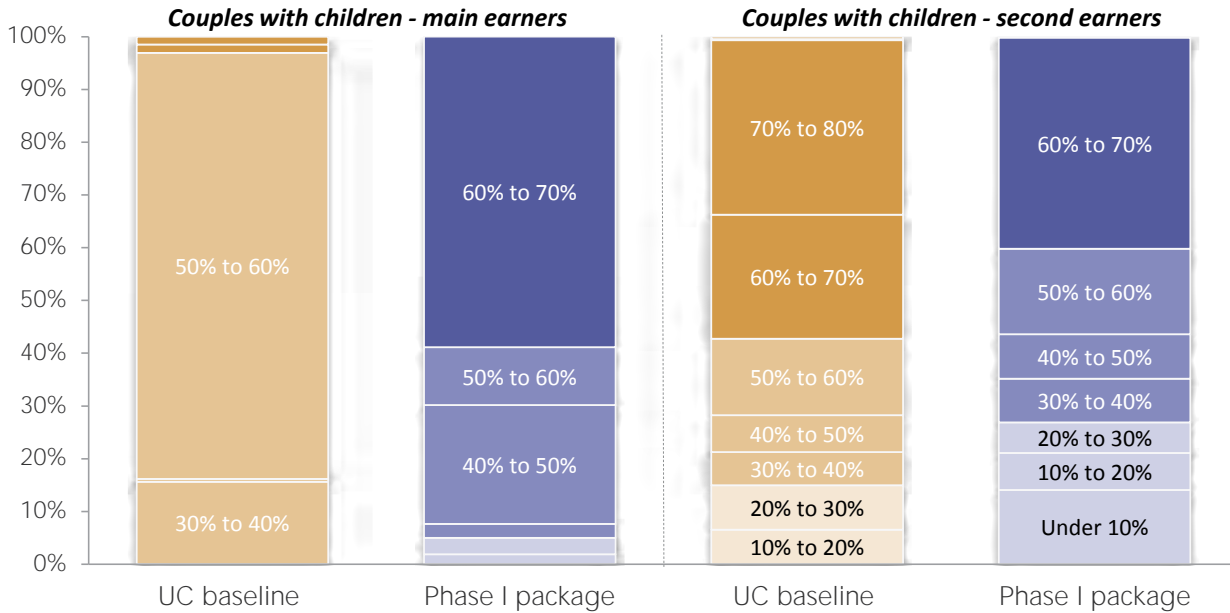 Couples with children - main earners
Couples with children - second earners
100%
90%
80%
70%
60%
50%
40%
30%
20%
10%
0%
50% to 60%
30% to 40%
60% to 70%
50% to 60%
40% to 50%
70% to 80%
60% to 70%
50% to 60%
40% to 50%
30% to 40%
20% to 30%
10% to 20%
60% to 70%
50% to 60%
40% to 50%
30% to 40%
20% to 30%
10% to 20%
Under 10%
UC baseline
Phase I package
UC baseline
Phase I package